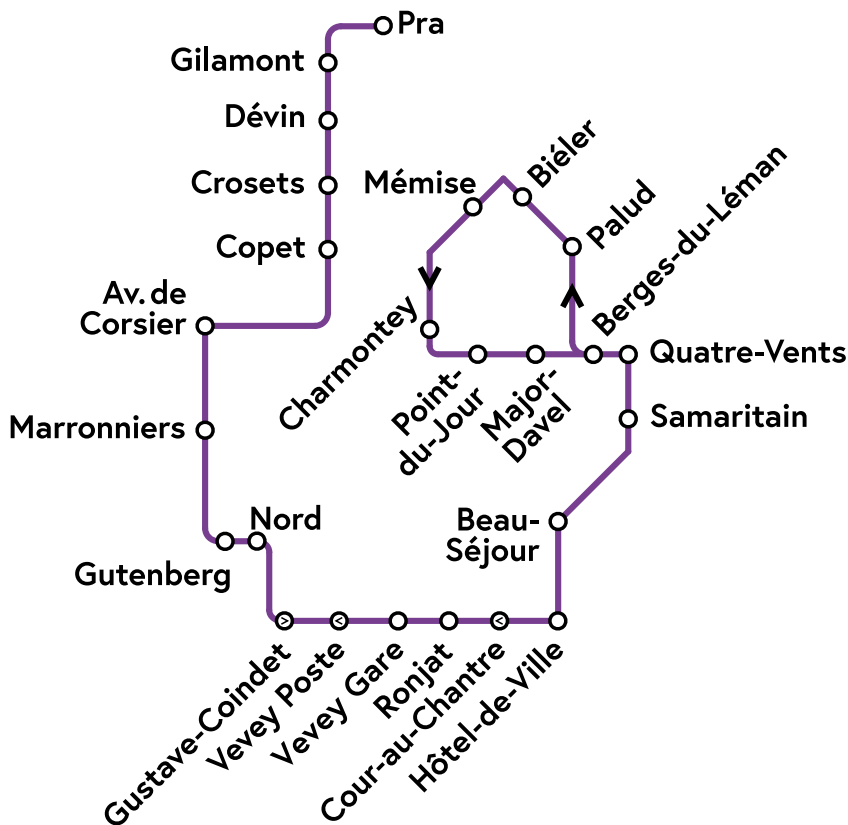 Pra
Gilamont
Dévin
Crosets
Copet
Av. de
Corsier
Marronniers
Nord
Gutenberg
Gustave-Coindet
>
Vevey Poste
<
Vevey Gare
Ronjat
Cour-au-Chantre
<
Hôtel-de-Ville
Beau-
Séjour
Samaritain
Quatre-Vents
Berges-du-Léman
Palud
Biéler
Mémise
Charmontey
Point-
du-Jour
Major-
Davel